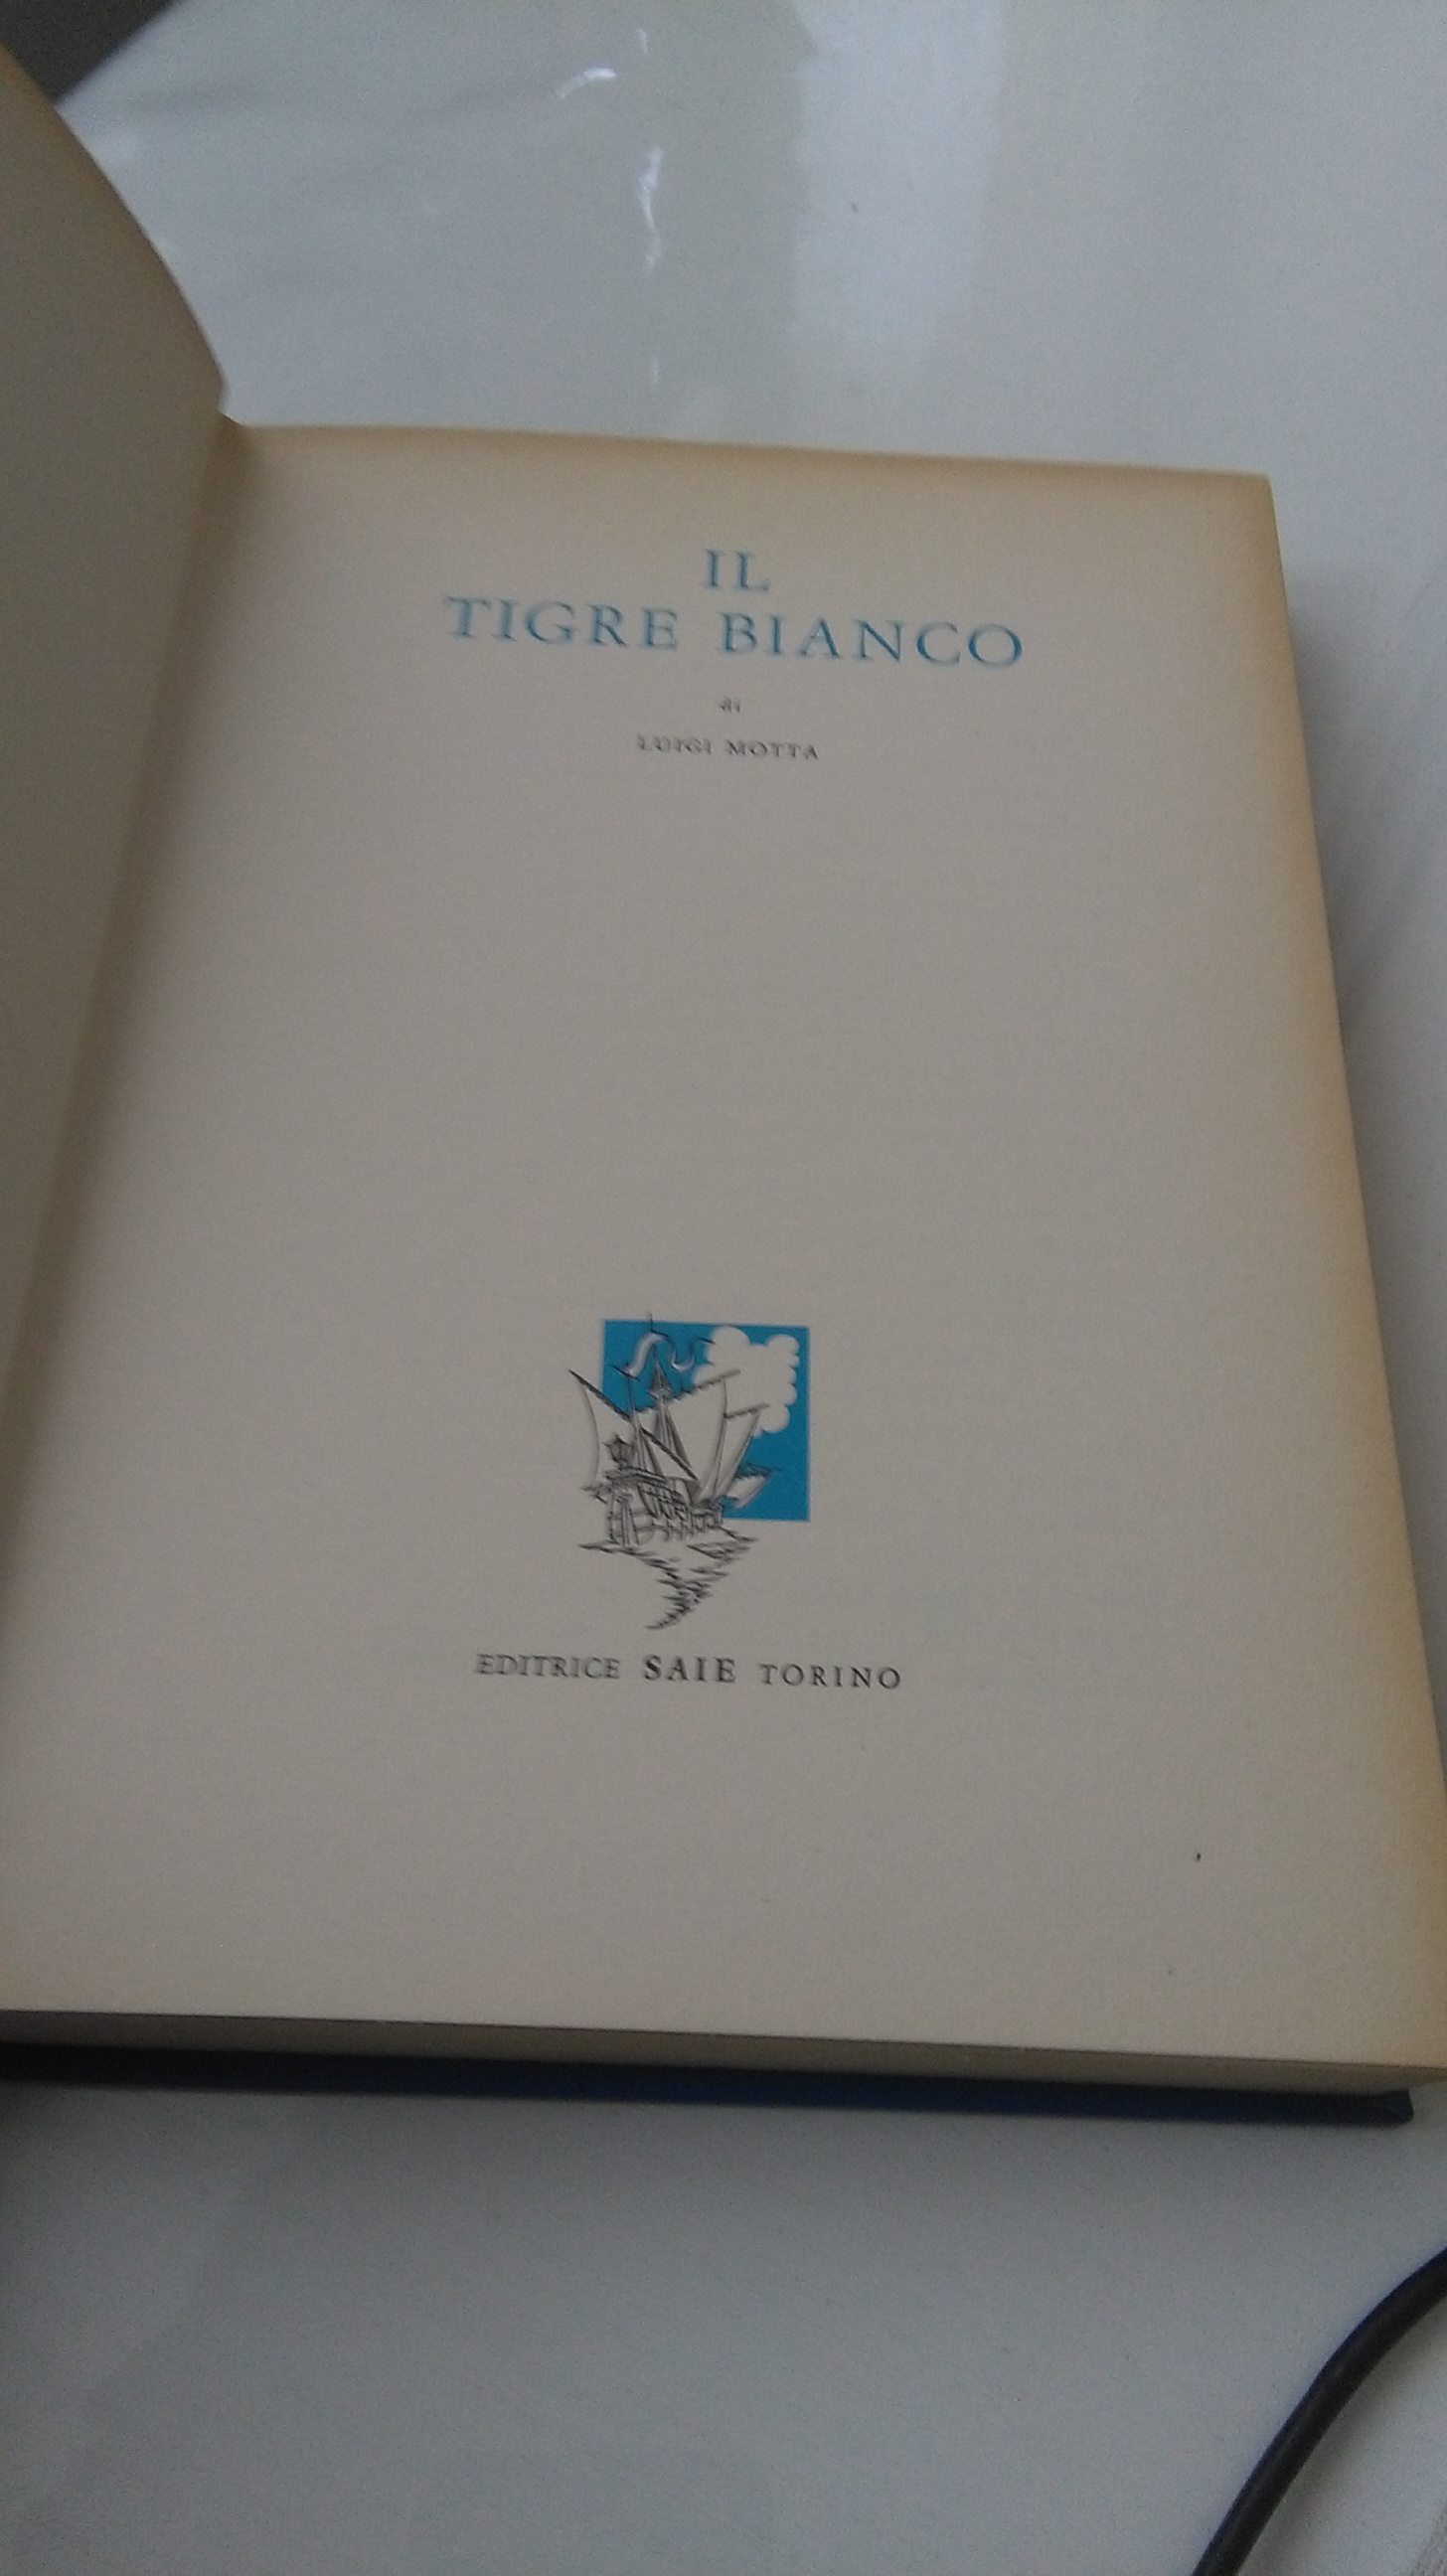 IL
TIGRE BIANCO
di
LUIGI MOTTA
EDITRICE SAIE TORINO